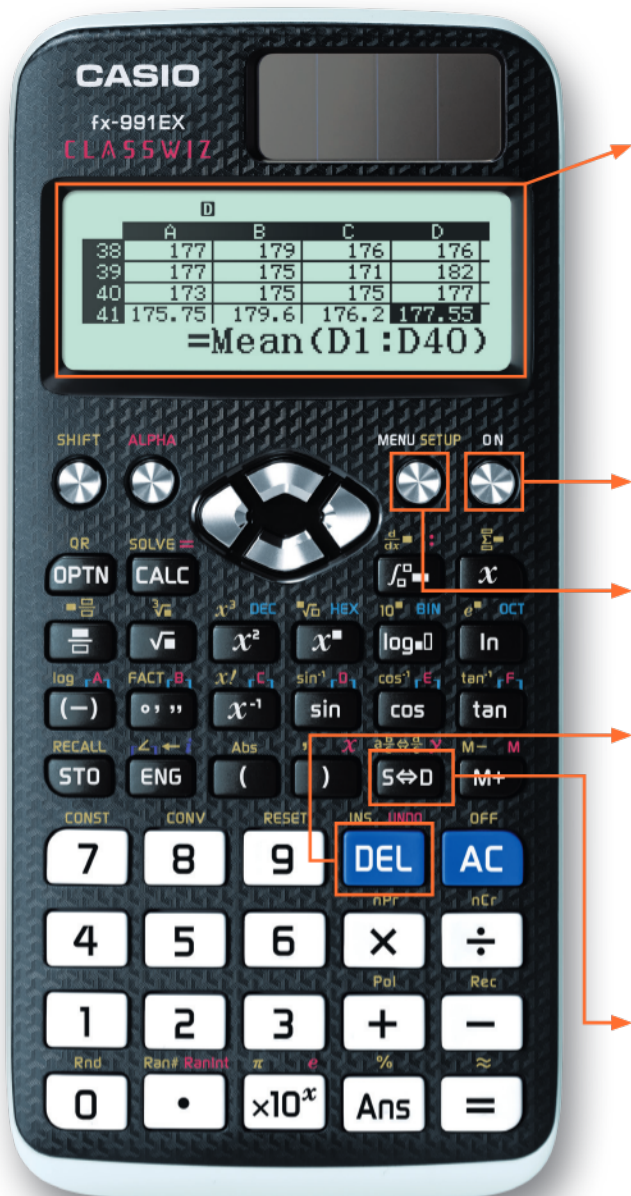 CASIO
fx-991EX
CLASSWIZ
D
A B C D
38 177 179 176 176
39 177 175 171 182
40 173 175 175 177
41 175.75 179.6 176.2 177.55
=Mean(D1:D40)
SHIFT ALPHA MENU SETUP ON
QR SOLVE = d/dx■ : Σ■
OPTN CALC ∫■ x
■ ³√■ x³ DEC ■√□ HEX 10■ BIN e■ OCT
√■ x² x■ log■□ ln
log A FACT B x! C sin⁻¹ D cos⁻¹ E tan⁻¹ F
(−) ° ’ ” x⁻¹ sin cos tan
RECALL ∠ ← i Abs , x a b/c⇔d/c y M− M
STO ENG ( ) S⇔D M+
CONST CONV RESET INS UNDO OFF
7 8 9 DEL AC
nPr nCr
4 5 6 × ÷
Pol Rec
1 2 3 + −
Rnd Ran# RanInt π e % ≈
0 • ×10ˣ Ans =